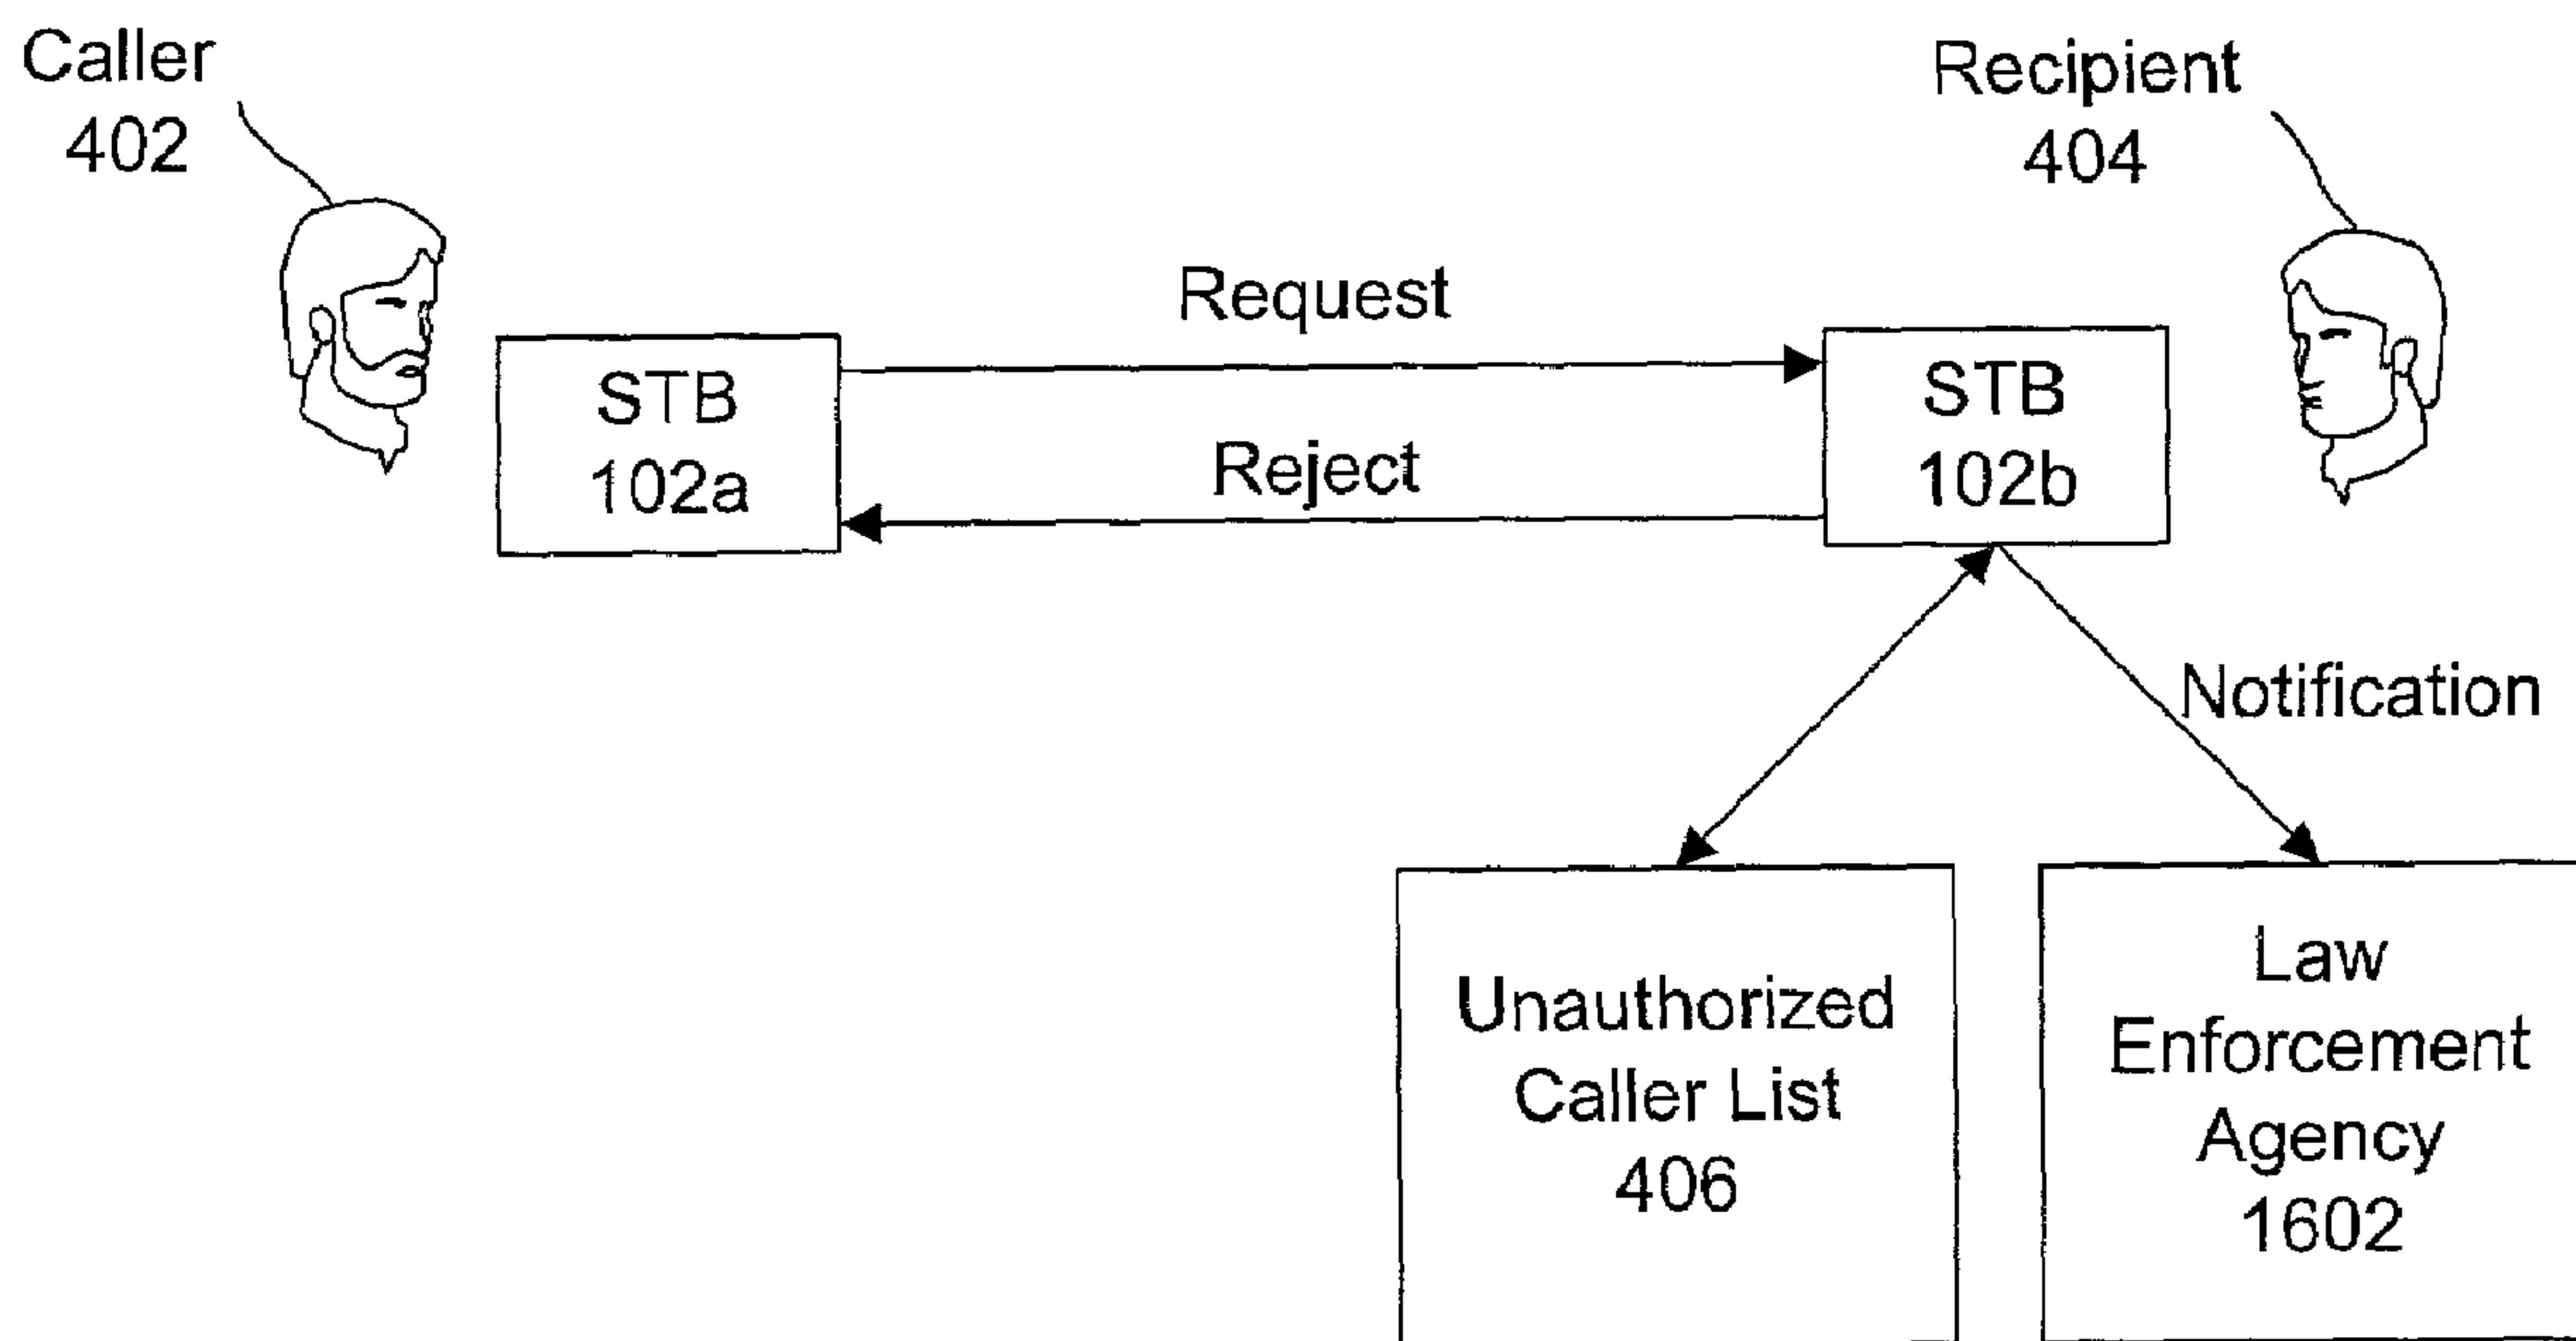 Caller
402
Recipient
404
Request
STB
102a
Reject
STB
102b
Notification
Unauthorized
Caller List
406
Law
Enforcement
Agency
1602